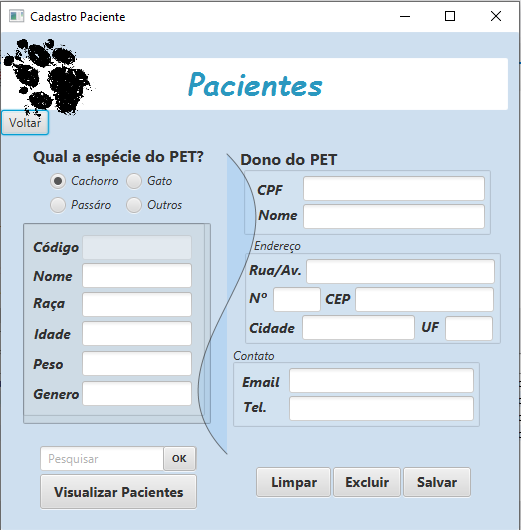 Cadastro Paciente
Pacientes
Voltar
Qual a espécie do PET?
Cachorro Gato
Passáro Outros
Código
Nome
Raça
Idade
Peso
Genero
Pesquisar OK
Visualizar Pacientes
Dono do PET
CPF
Nome
Endereço
Rua/Av.
Nº CEP
Cidade UF
Contato
Email
Tel.
Limpar Excluir Salvar